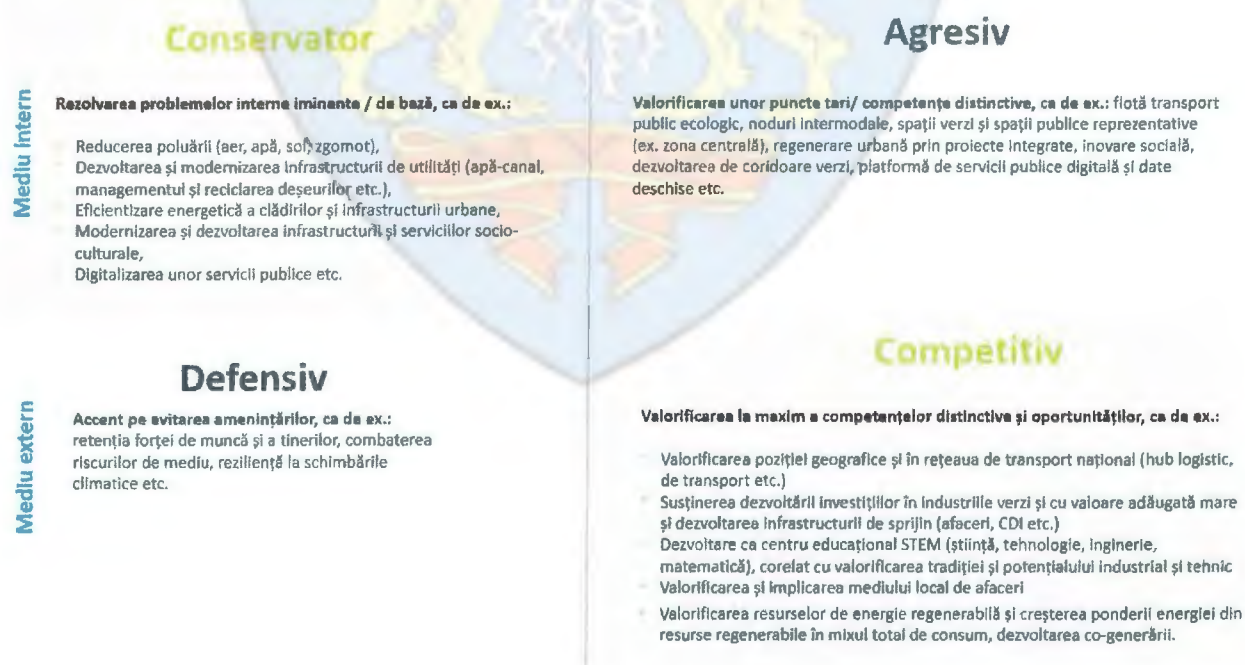 Conservator
Mediu intern
Rezolvarea problemelor interne iminente / de bază, ca de ex.:
Reducerea poluării (aer, apă, sol, zgomot),
Dezvoltarea și modernizarea infrastructurii de utilități (apă-canal,
managementul și reciclarea deșeurilor etc.),
Eficientizare energetică a clădirilor și infrastructurii urbane,
Modernizarea și dezvoltarea infrastructurii și serviciilor socio-
culturale,
Digitalizarea unor servicii publice etc.
Agresiv
Valorificarea unor puncte tari/ competențe distinctive, ca de ex.: flotă transport
public ecologic, noduri intermodale, spații verzi și spații publice reprezentative
(ex. zona centrală), regenerare urbană prin proiecte integrate, inovare socială,
dezvoltarea de coridoare verzi, platformă de servicii publice digitală și date
deschise etc.
Defensiv
Mediu extern
Accent pe evitarea amenințărilor, ca de ex.:
retenția forței de muncă și a tinerilor, combaterea
riscurilor de mediu, reziliență la schimbările
climatice etc.
Competitiv
Valorificarea la maxim a competențelor distinctive și oportunităților, ca de ex.:
Valorificarea poziției geografice și în rețeaua de transport național (hub logistic,
de transport etc.)
Susținerea dezvoltării investițiilor în industriile verzi și cu valoare adăugată mare
și dezvoltarea infrastructurii de sprijin (afaceri, CDI etc.)
Dezvoltare ca centru educațional STEM (știință, tehnologie, inginerie,
matematică), corelat cu valorificarea tradiției și potențialului industrial și tehnic
Valorificarea și implicarea mediului local de afaceri
Valorificarea resurselor de energie regenerabilă și creșterea ponderii energiei din
resurse regenerabile în mixul total de consum, dezvoltarea co-generării.